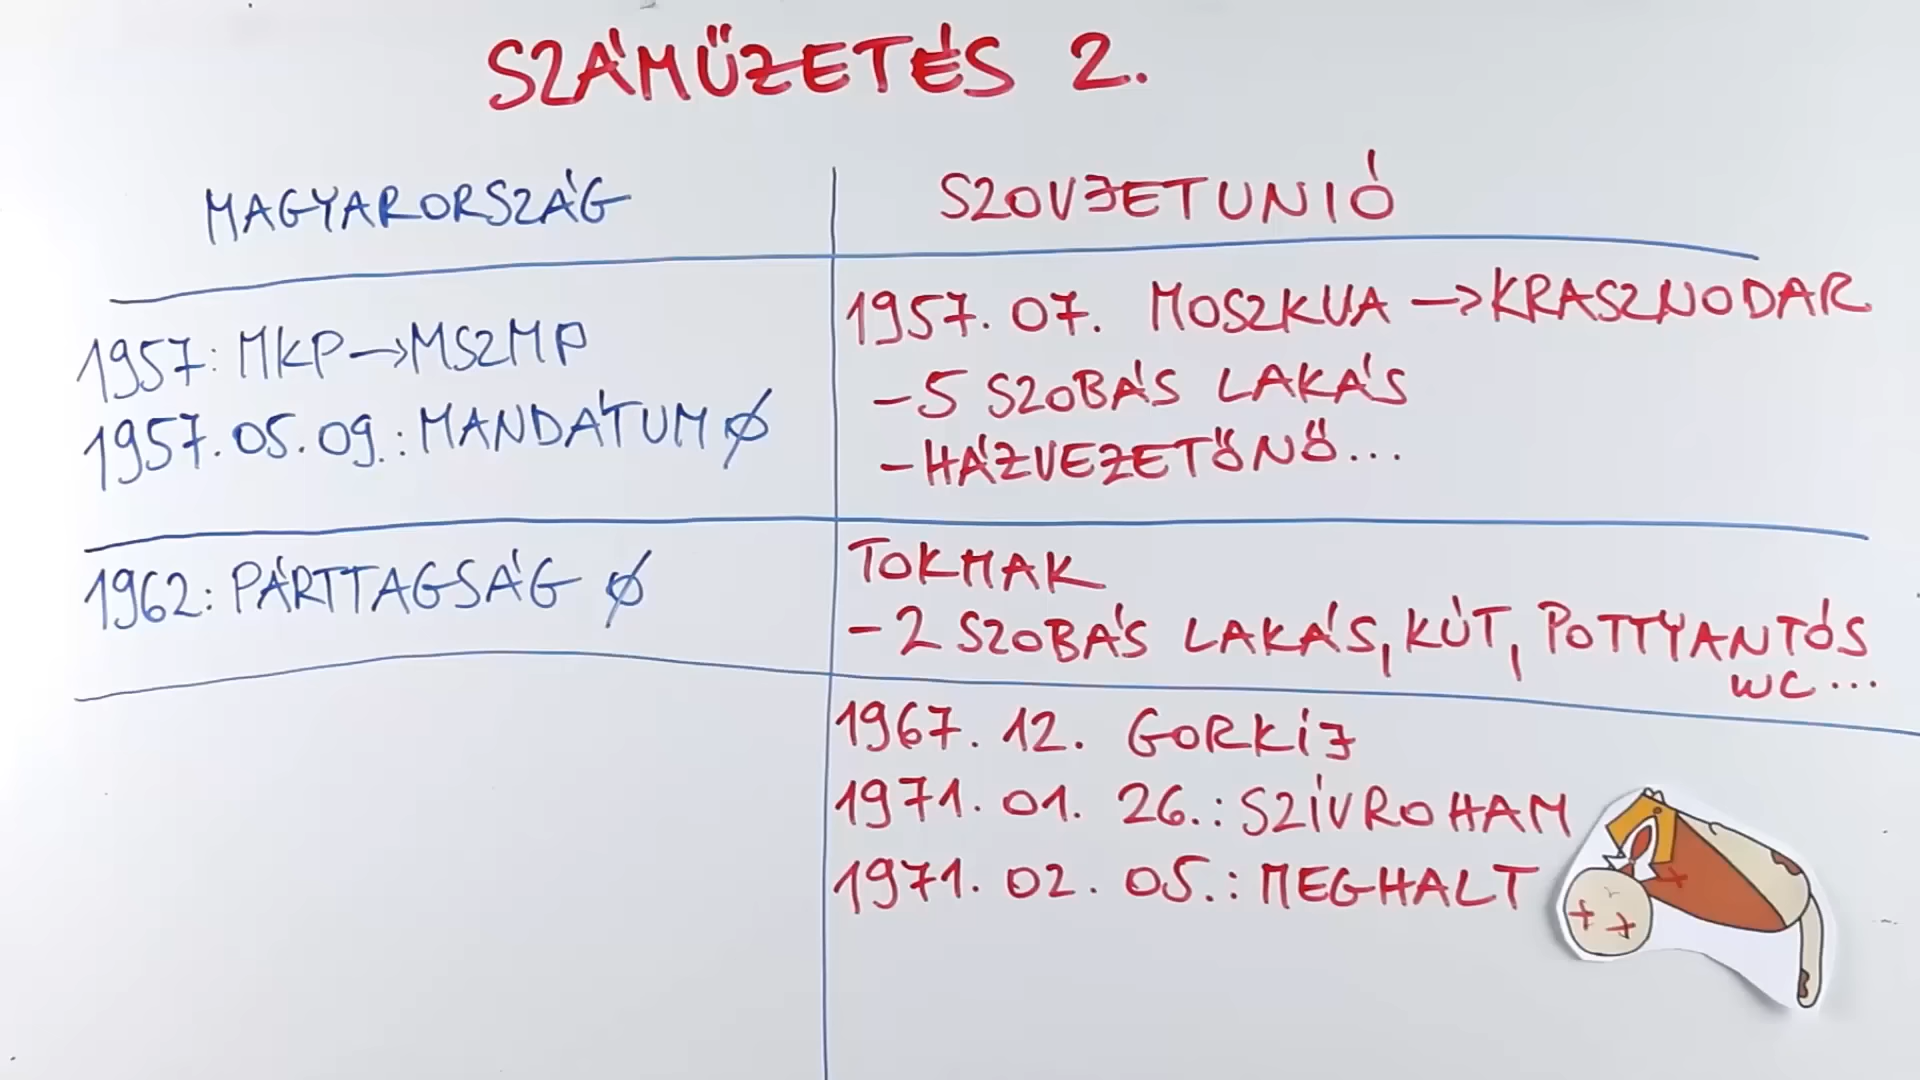 SZÁMŰZETÉS 2.
MAGYARORSZÁG
SZOVJETUNIÓ
1957: MKP→MSZMP
1957.05.09.: MANDÁTUM Ø
1957. 07. MOSZKVA →KRASZNODAR
-5 SZOBÁS LAKÁS
-HÁZVEZETŐNŐ...
1962: PÁRTTAGSÁG Ø
TOKMAK
-2 SZOBÁS LAKÁS, KÚT, POTTYANTÓS
WC...
1967. 12. GORKIJ
1971. 01. 26.: SZÍVROHAM
1971. 02. 05.: MEGHALT